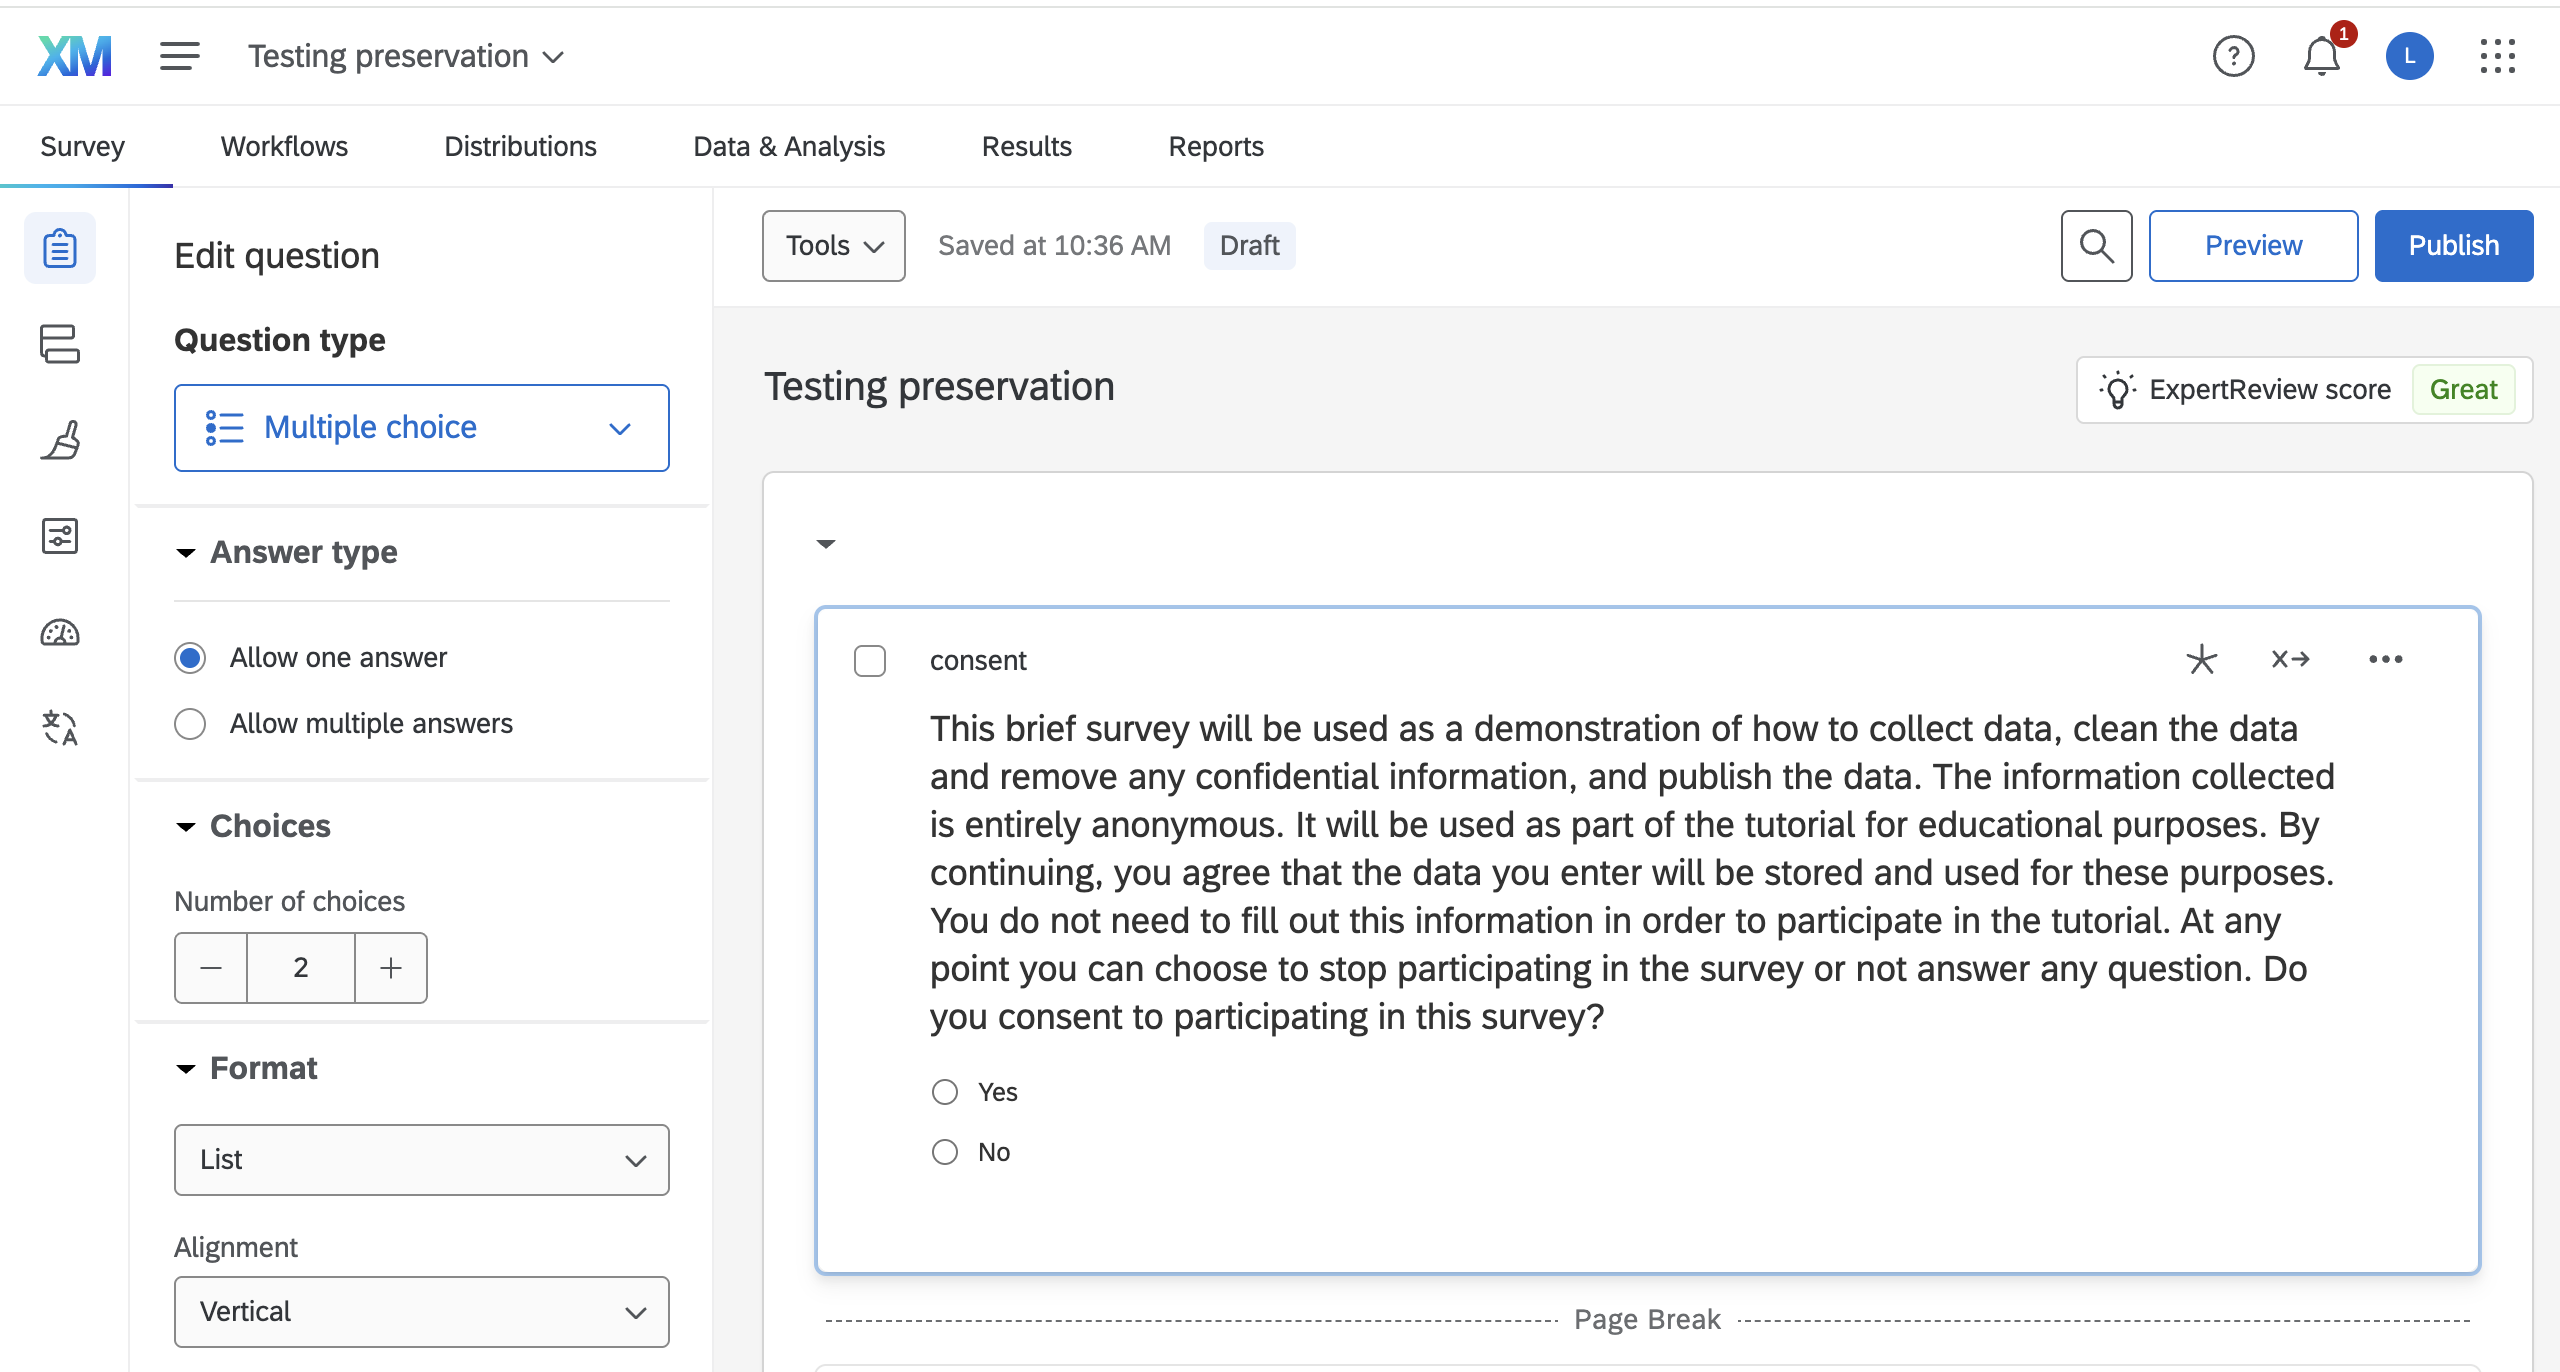 XM
Testing preservation
?
1
L
Survey
Workflows
Distributions
Data & Analysis
Results
Reports
Edit question
Question type
Multiple choice
Answer type
Allow one answer
Allow multiple answers
Choices
Number of choices
2
Format
List
Alignment
Vertical
Tools
Saved at 10:36 AM
Draft
Preview
Publish
Testing preservation
ExpertReview score
Great
consent
This brief survey will be used as a demonstration of how to collect data, clean the data
and remove any confidential information, and publish the data. The information collected
is entirely anonymous. It will be used as part of the tutorial for educational purposes. By
continuing, you agree that the data you enter will be stored and used for these purposes.
You do not need to fill out this information in order to participate in the tutorial. At any
point you can choose to stop participating in the survey or not answer any question. Do
you consent to participating in this survey?
Yes
No
Page Break